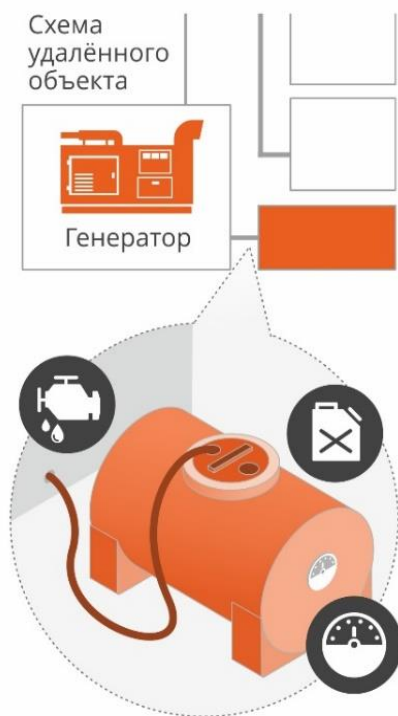 Схема
удалённого
объекта
Генератор